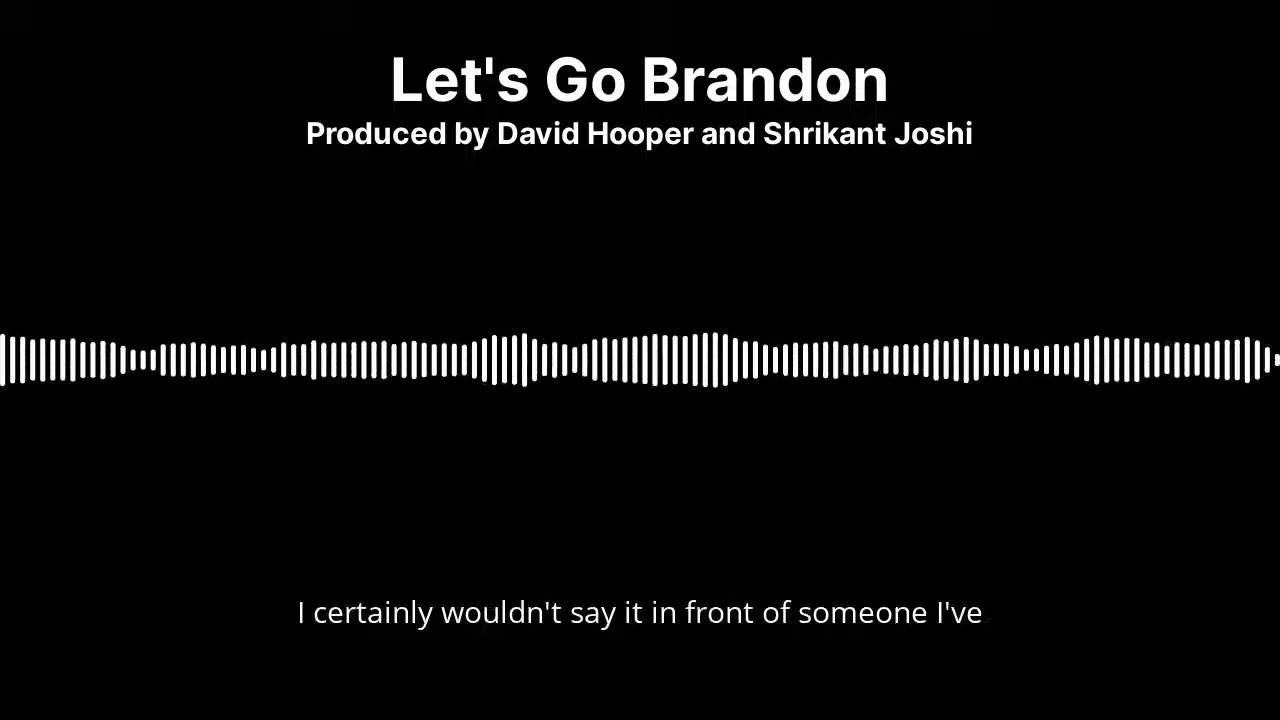 Let's Go Brandon
Produced by David Hooper and Shrikant Joshi
I certainly wouldn't say it in front of someone I've